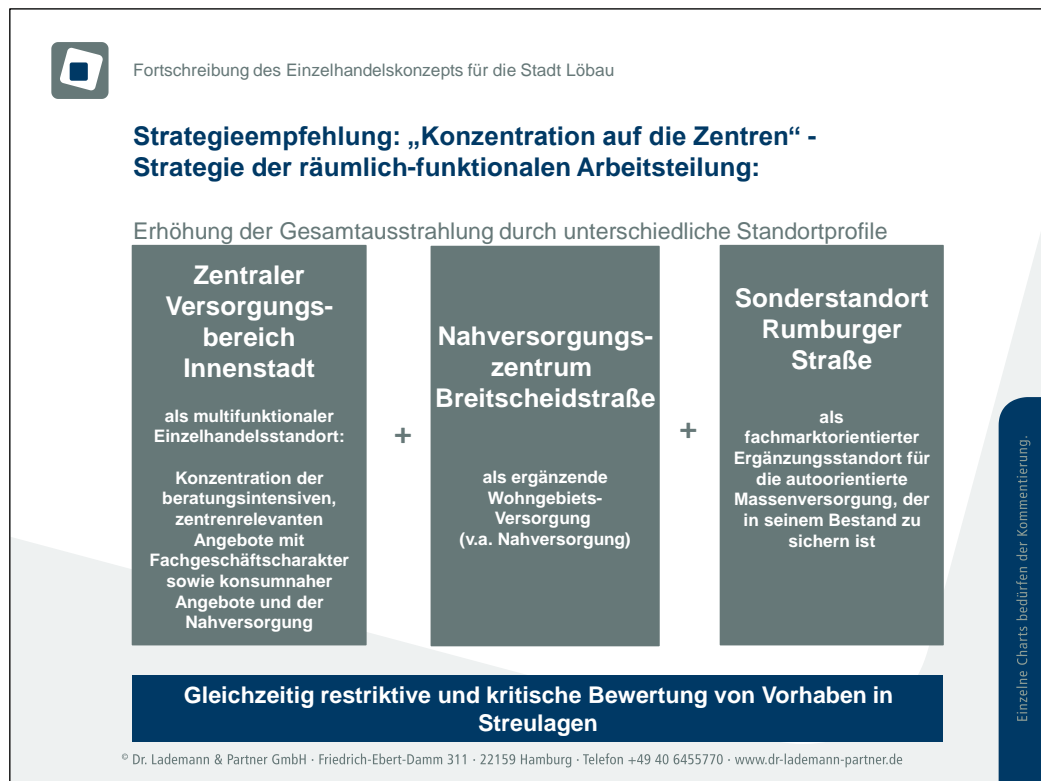 Fortschreibung des Einzelhandelskonzepts für die Stadt Löbau
Strategieempfehlung: „Konzentration auf die Zentren“ -
Strategie der räumlich-funktionalen Arbeitsteilung:
Erhöhung der Gesamtausstrahlung durch unterschiedliche Standortprofile
Zentraler
Versorgungs-
bereich
Innenstadt
als multifunktionaler
Einzelhandelsstandort:
Konzentration der
beratungsintensiven,
zentrenrelevanten
Angebote mit
Fachgeschäftscharakter
sowie konsumnaher
Angebote und der
Nahversorgung
+
Nahversorgungs-
zentrum
Breitscheidstraße
als ergänzende
Wohngebiets-
Versorgung
(v.a. Nahversorgung)
+
Sonderstandort
Rumburger
Straße
als
fachmarktorientierter
Ergänzungsstandort für
die autoorientierte
Massenversorgung, der
in seinem Bestand zu
sichern ist
Gleichzeitig restriktive und kritische Bewertung von Vorhaben in
Streulagen
Einzelne Charts bedürfen der Kommentierung.
© Dr. Lademann & Partner GmbH · Friedrich-Ebert-Damm 311 · 22159 Hamburg · Telefon +49 40 6455770 · www.dr-lademann-partner.de